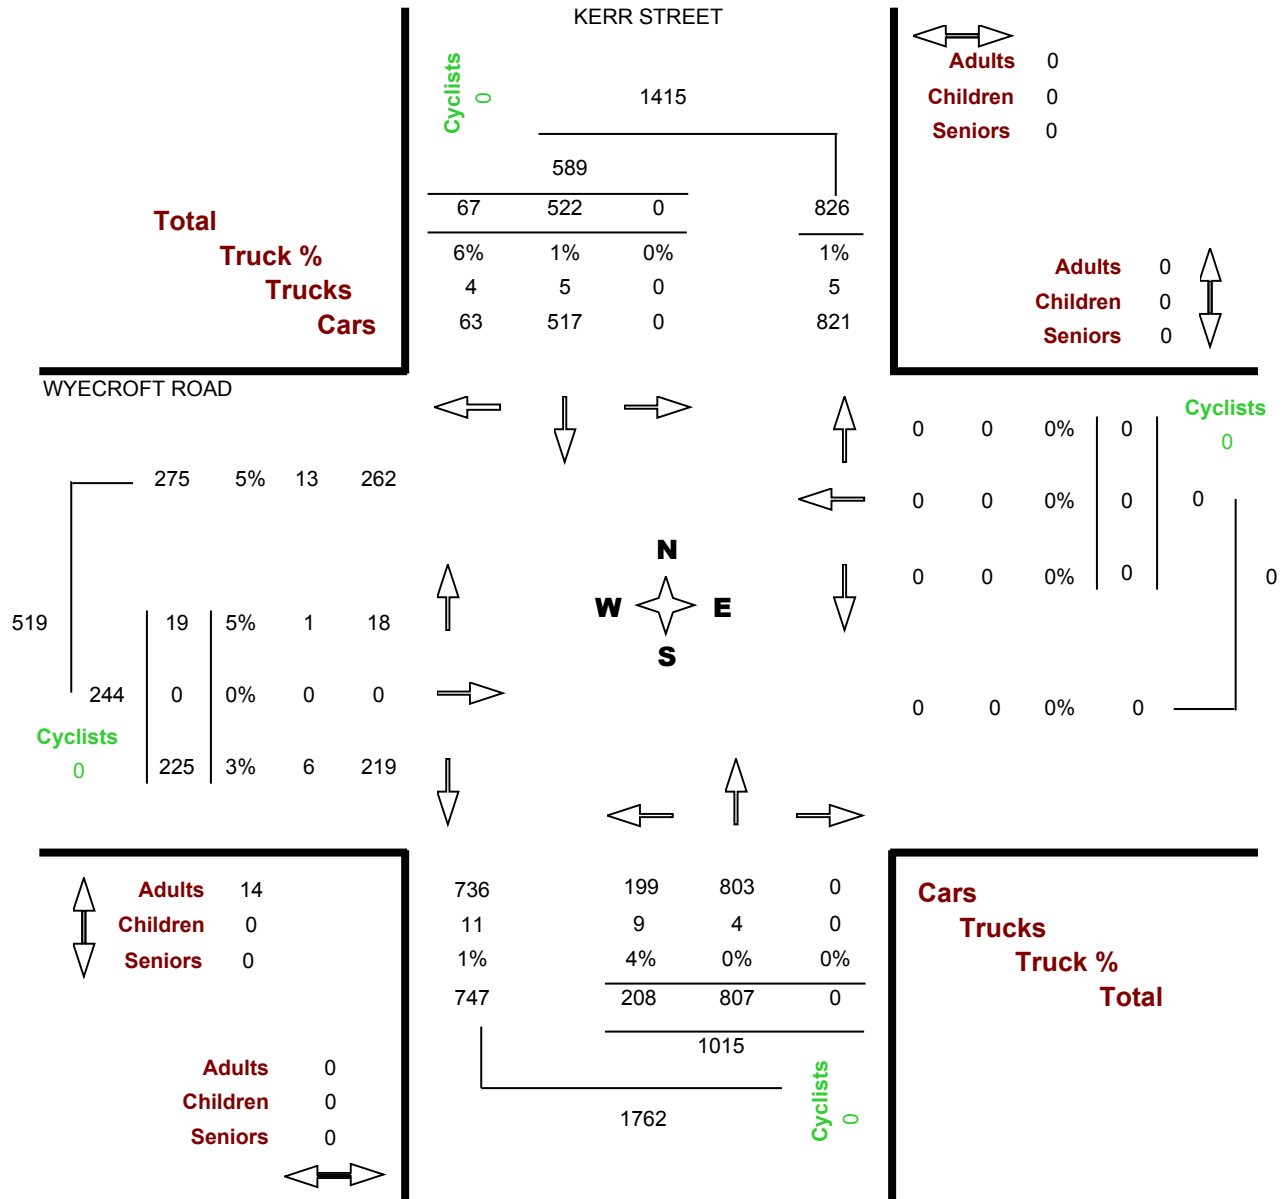 KERR STREET
Cyclists
0
1415
Adults 0
Children 0
Seniors 0
589
67 522 0 826
6% 1% 0% 1%
4 5 0 5
63 517 0 821
Total
Truck %
Trucks
Cars
Adults 0
Children 0
Seniors 0
WYECROFT ROAD
Cyclists
0
0 0 0% 0
0 0 0% 0 0
0 0 0% 0
0
0 0 0% 0
275 5% 13 262
N
W E
S
519
19 5% 1 18
244 0 0% 0 0
225 3% 6 219
Cyclists
0
Adults 14
Children 0
Seniors 0
736 199 803 0
11 9 4 0
1% 4% 0% 0%
747 208 807 0
1015
Cars
Trucks
Truck %
Total
Adults 0
Children 0
Seniors 0
Cyclists
0
1762